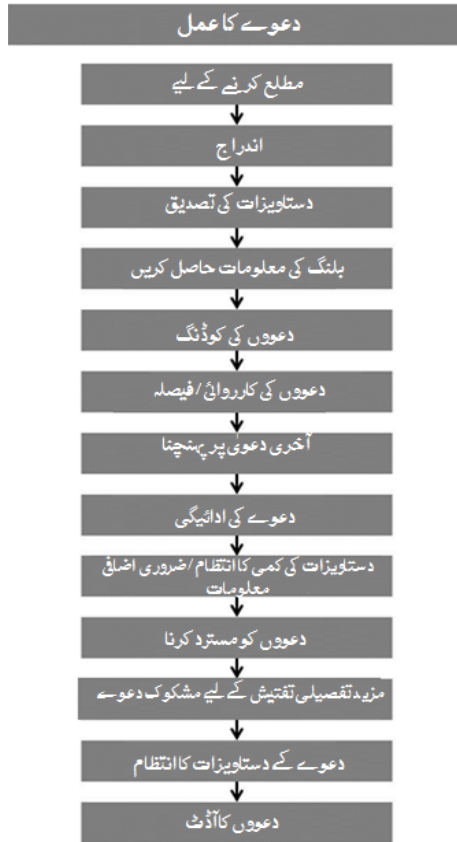 دعوے کا عمل
مطلع کرنے کے لیے
اندراج
دستاویزات کی تصدیق
بلنگ کی معلومات حاصل کریں
دعووں کی کوڈنگ
دعووں کی کارروائی/فیصلہ
آخری دعویٰ پر پہنچنا
دعوے کی ادائیگی
دستاویزات کی کمی کا انتظام/ضروری اضافی
معلومات
دعووں کو مسترد کرنا
مزید تفصیلی تفتیش کے لیے مشکوک دعوے
دعوے کے دستاویزات کا انتظام
دعووں کا آڈٹ